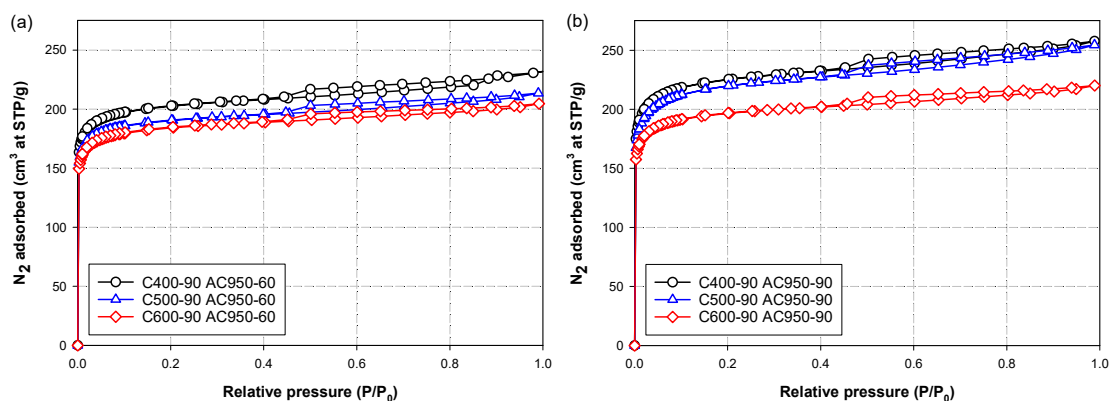 (a)
N₂ adsorbed (cm³ at STP/g)
250
200
150
100
50
0
C400-90 AC950-60
C500-90 AC950-60
C600-90 AC950-60
0.0 0.2 0.4 0.6 0.8 1.0
Relative pressure (P/P₀)
(b)
N₂ adsorbed (cm³ at STP/g)
250
200
150
100
50
0
C400-90 AC950-90
C500-90 AC950-90
C600-90 AC950-90
0.0 0.2 0.4 0.6 0.8 1.0
Relative pressure (P/P₀)